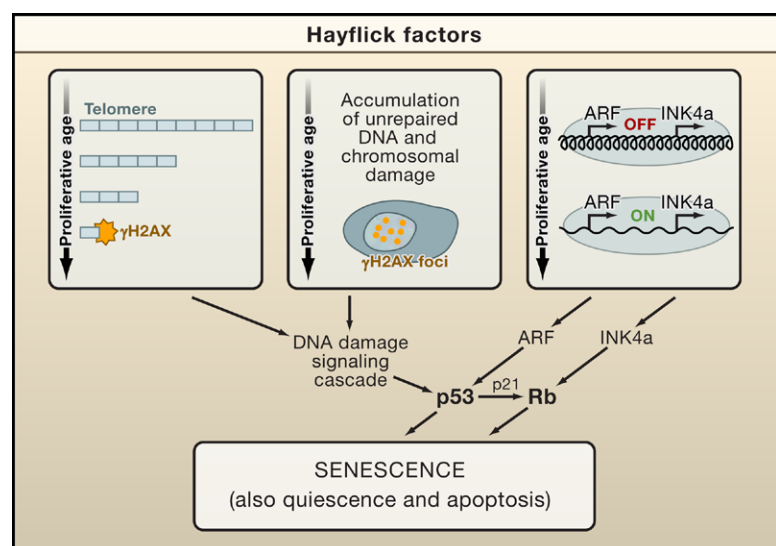 Hayflick factors
Proliferative age
Telomere
γH2AX
Proliferative age
Accumulation
of unrepaired
DNA and
chromosomal
damage
γH2AX foci
Proliferative age
ARF INK4a
OFF
ARF INK4a
ON
DNA damage
signaling
cascade
ARF
INK4a
p53
p21
Rb
SENESCENCE
(also quiescence and apoptosis)